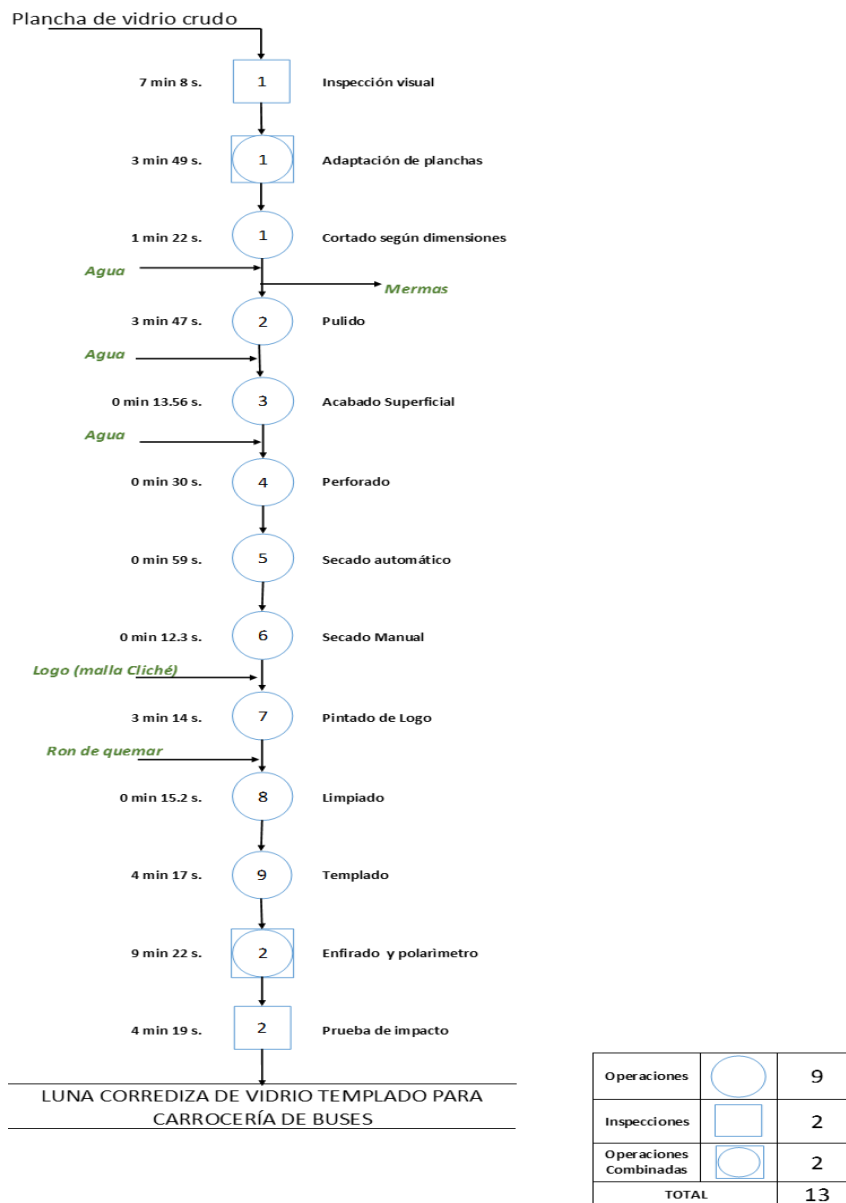 Plancha de vidrio crudo
7 min 8 s. 1 Inspección visual
3 min 49 s. 1 Adaptación de planchas
1 min 22 s. 1 Cortado según dimensiones
Agua
Mermas
3 min 47 s. 2 Pulido
Agua
0 min 13.56 s. 3 Acabado Superficial
Agua
0 min 30 s. 4 Perforado
0 min 59 s. 5 Secado automático
0 min 12.3 s. 6 Secado Manual
Logo (malla Cliché)
3 min 14 s. 7 Pintado de Logo
Ron de quemar
0 min 15.2 s. 8 Limpiado
4 min 17 s. 9 Templado
9 min 22 s. 2 Enfirado y polarìmetro
4 min 19 s. 2 Prueba de impacto
LUNA CORREDIZA DE VIDRIO TEMPLADO PARA
CARROCERÍA DE BUSES
Operaciones 9
Inspecciones 2
Operaciones
Combinadas 2
TOTAL 13